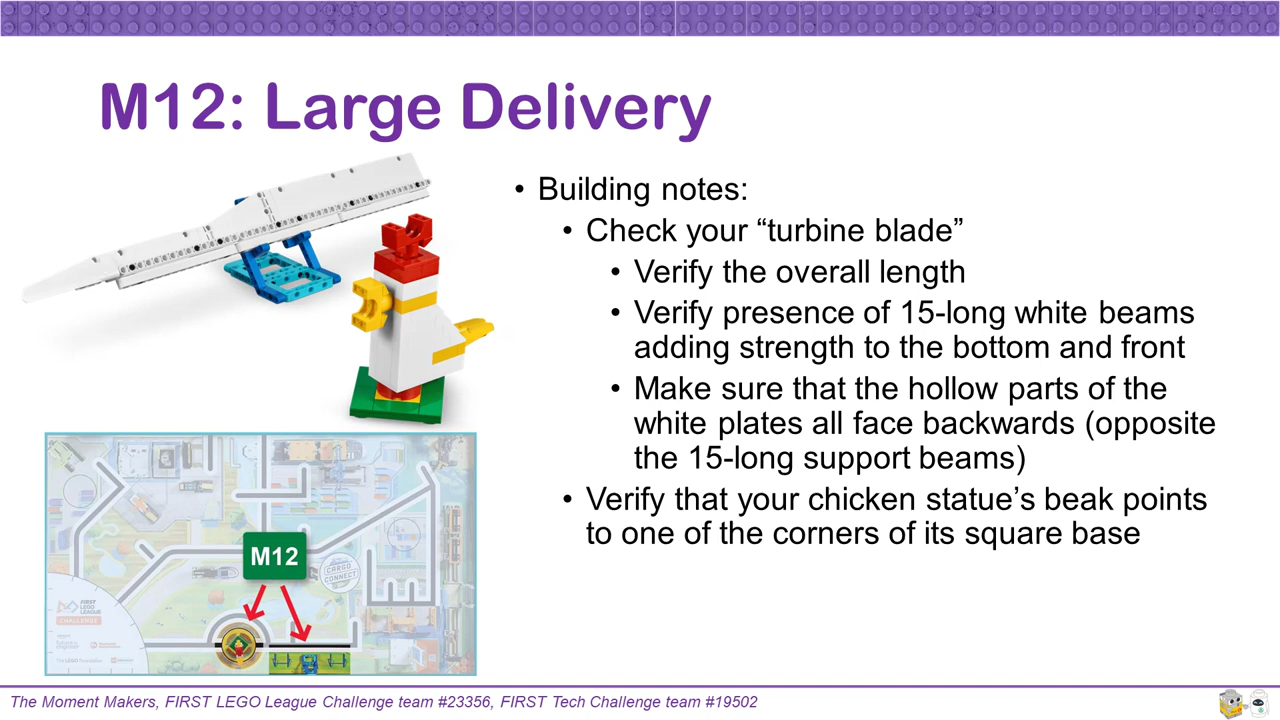 M12: Large Delivery
• Building notes:
• Check your “turbine blade”
• Verify the overall length
• Verify presence of 15-long white beams
adding strength to the bottom and front
• Make sure that the hollow parts of the
white plates all face backwards (opposite
the 15-long support beams)
• Verify that your chicken statue’s beak points
to one of the corners of its square base
M12
CARGO
CONNECT
FIRST
LEGO
LEAGUE
CHALLENGE
The Moment Makers, FIRST LEGO League Challenge team #23356, FIRST Tech Challenge team #19502